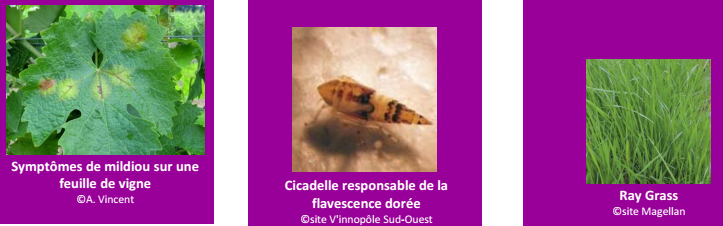 Symptômes de mildiou sur une
feuille de vigne
©A. Vincent
Cicadelle responsable de la
flavescence dorée
©site V'innopôle Sud-Ouest
Ray Grass
©site Magellan